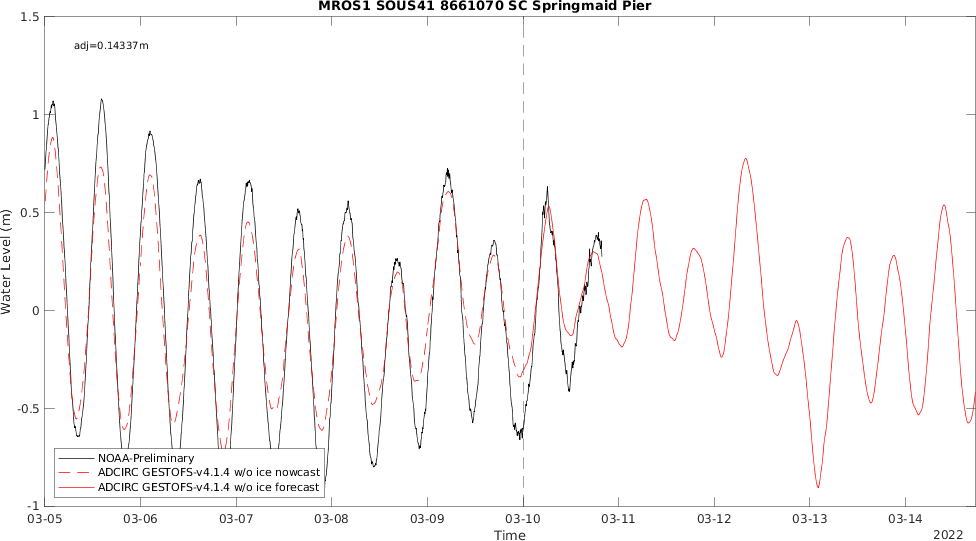 MROS1 SOUS41 8661070 SC Springmaid Pier
1.5
adj=0.14337m
1
0.5
Water Level (m)
0
-0.5
NOAA-Preliminary
ADCIRC GESTOFS-v4.1.4 w/o ice nowcast
ADCIRC GESTOFS-v4.1.4 w/o ice forecast
-1
03-05 03-06 03-07 03-08 03-09 03-10 03-11 03-12 03-13 03-14
Time
2022